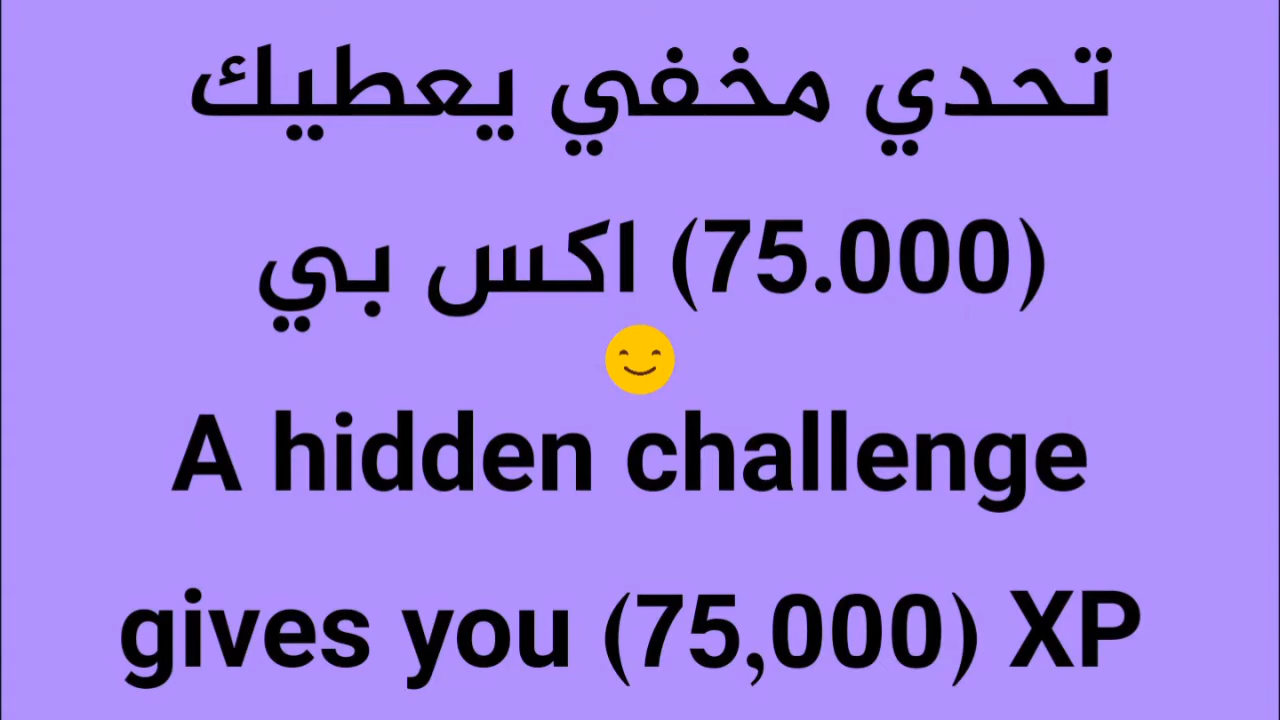 تحدي مخفي يعطيك
(75.000) اكس بي
😊
A hidden challenge
gives you (75,000) XP